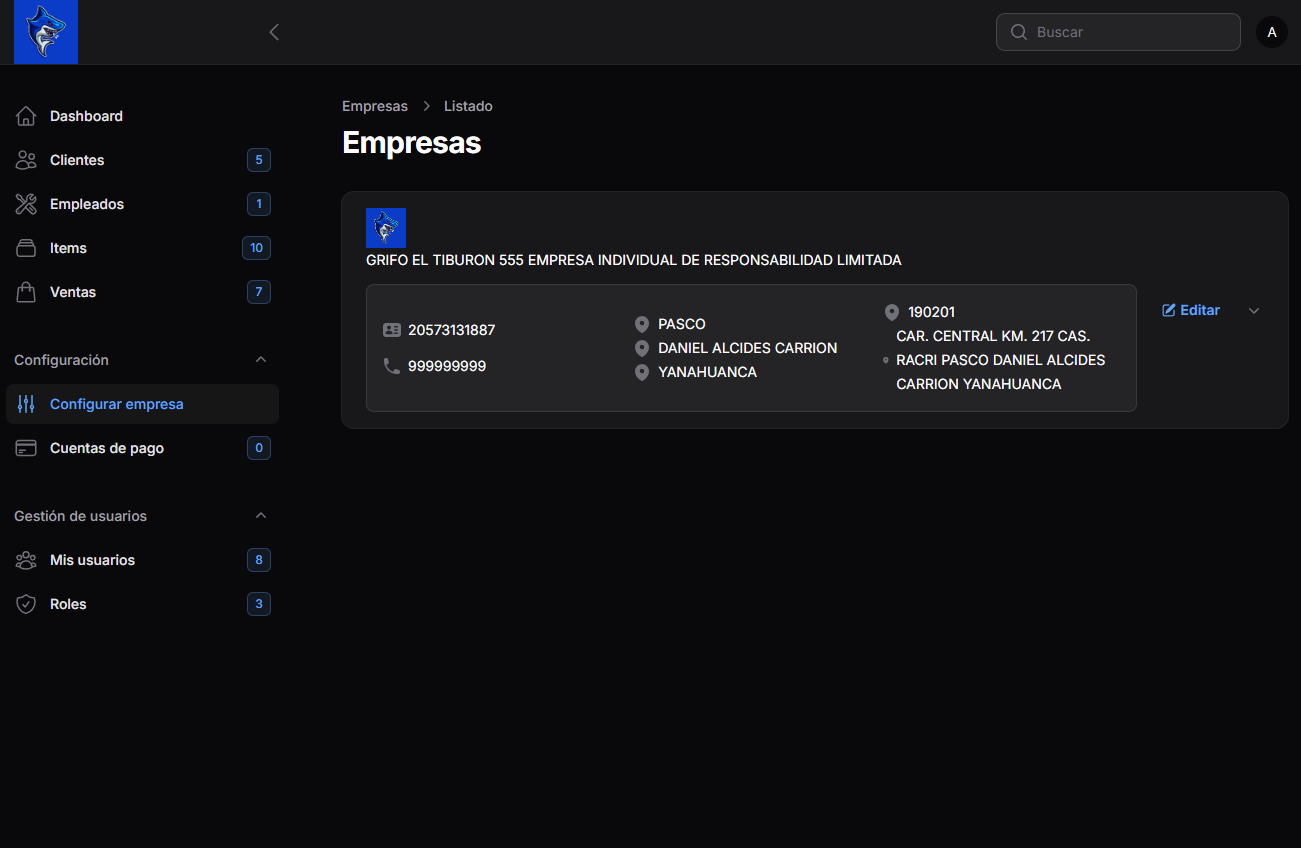 Buscar
A
Dashboard
Clientes 5
Empleados 1
Items 10
Ventas 7
Configuración
Configurar empresa
Cuentas de pago 0
Gestión de usuarios
Mis usuarios 8
Roles 3
Empresas > Listado
Empresas
GRIFO EL TIBURON 555 EMPRESA INDIVIDUAL DE RESPONSABILIDAD LIMITADA
20573131887
999999999
PASCO
DANIEL ALCIDES CARRION
YANAHUANCA
190201
CAR. CENTRAL KM. 217 CAS.
RACRI PASCO DANIEL ALCIDES
CARRION YANAHUANCA
Editar